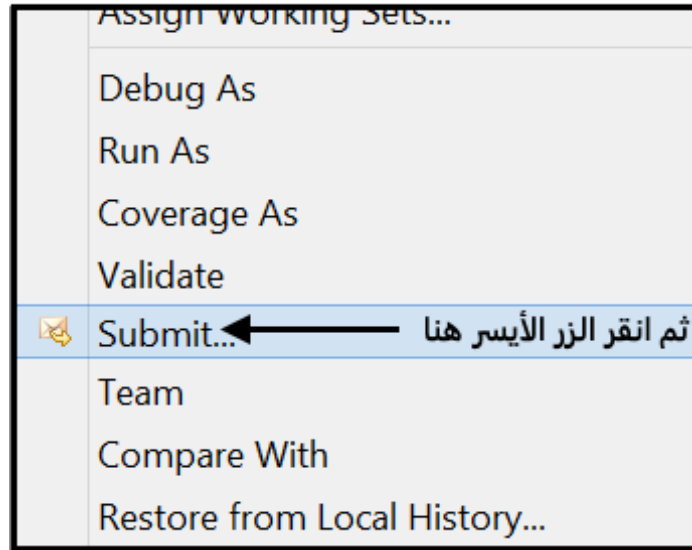 Assign Working Sets...
Debug As
Run As
Coverage As
Validate
Submit... ثم انقر الزر الأيسر هنا
Team
Compare With
Restore from Local History...